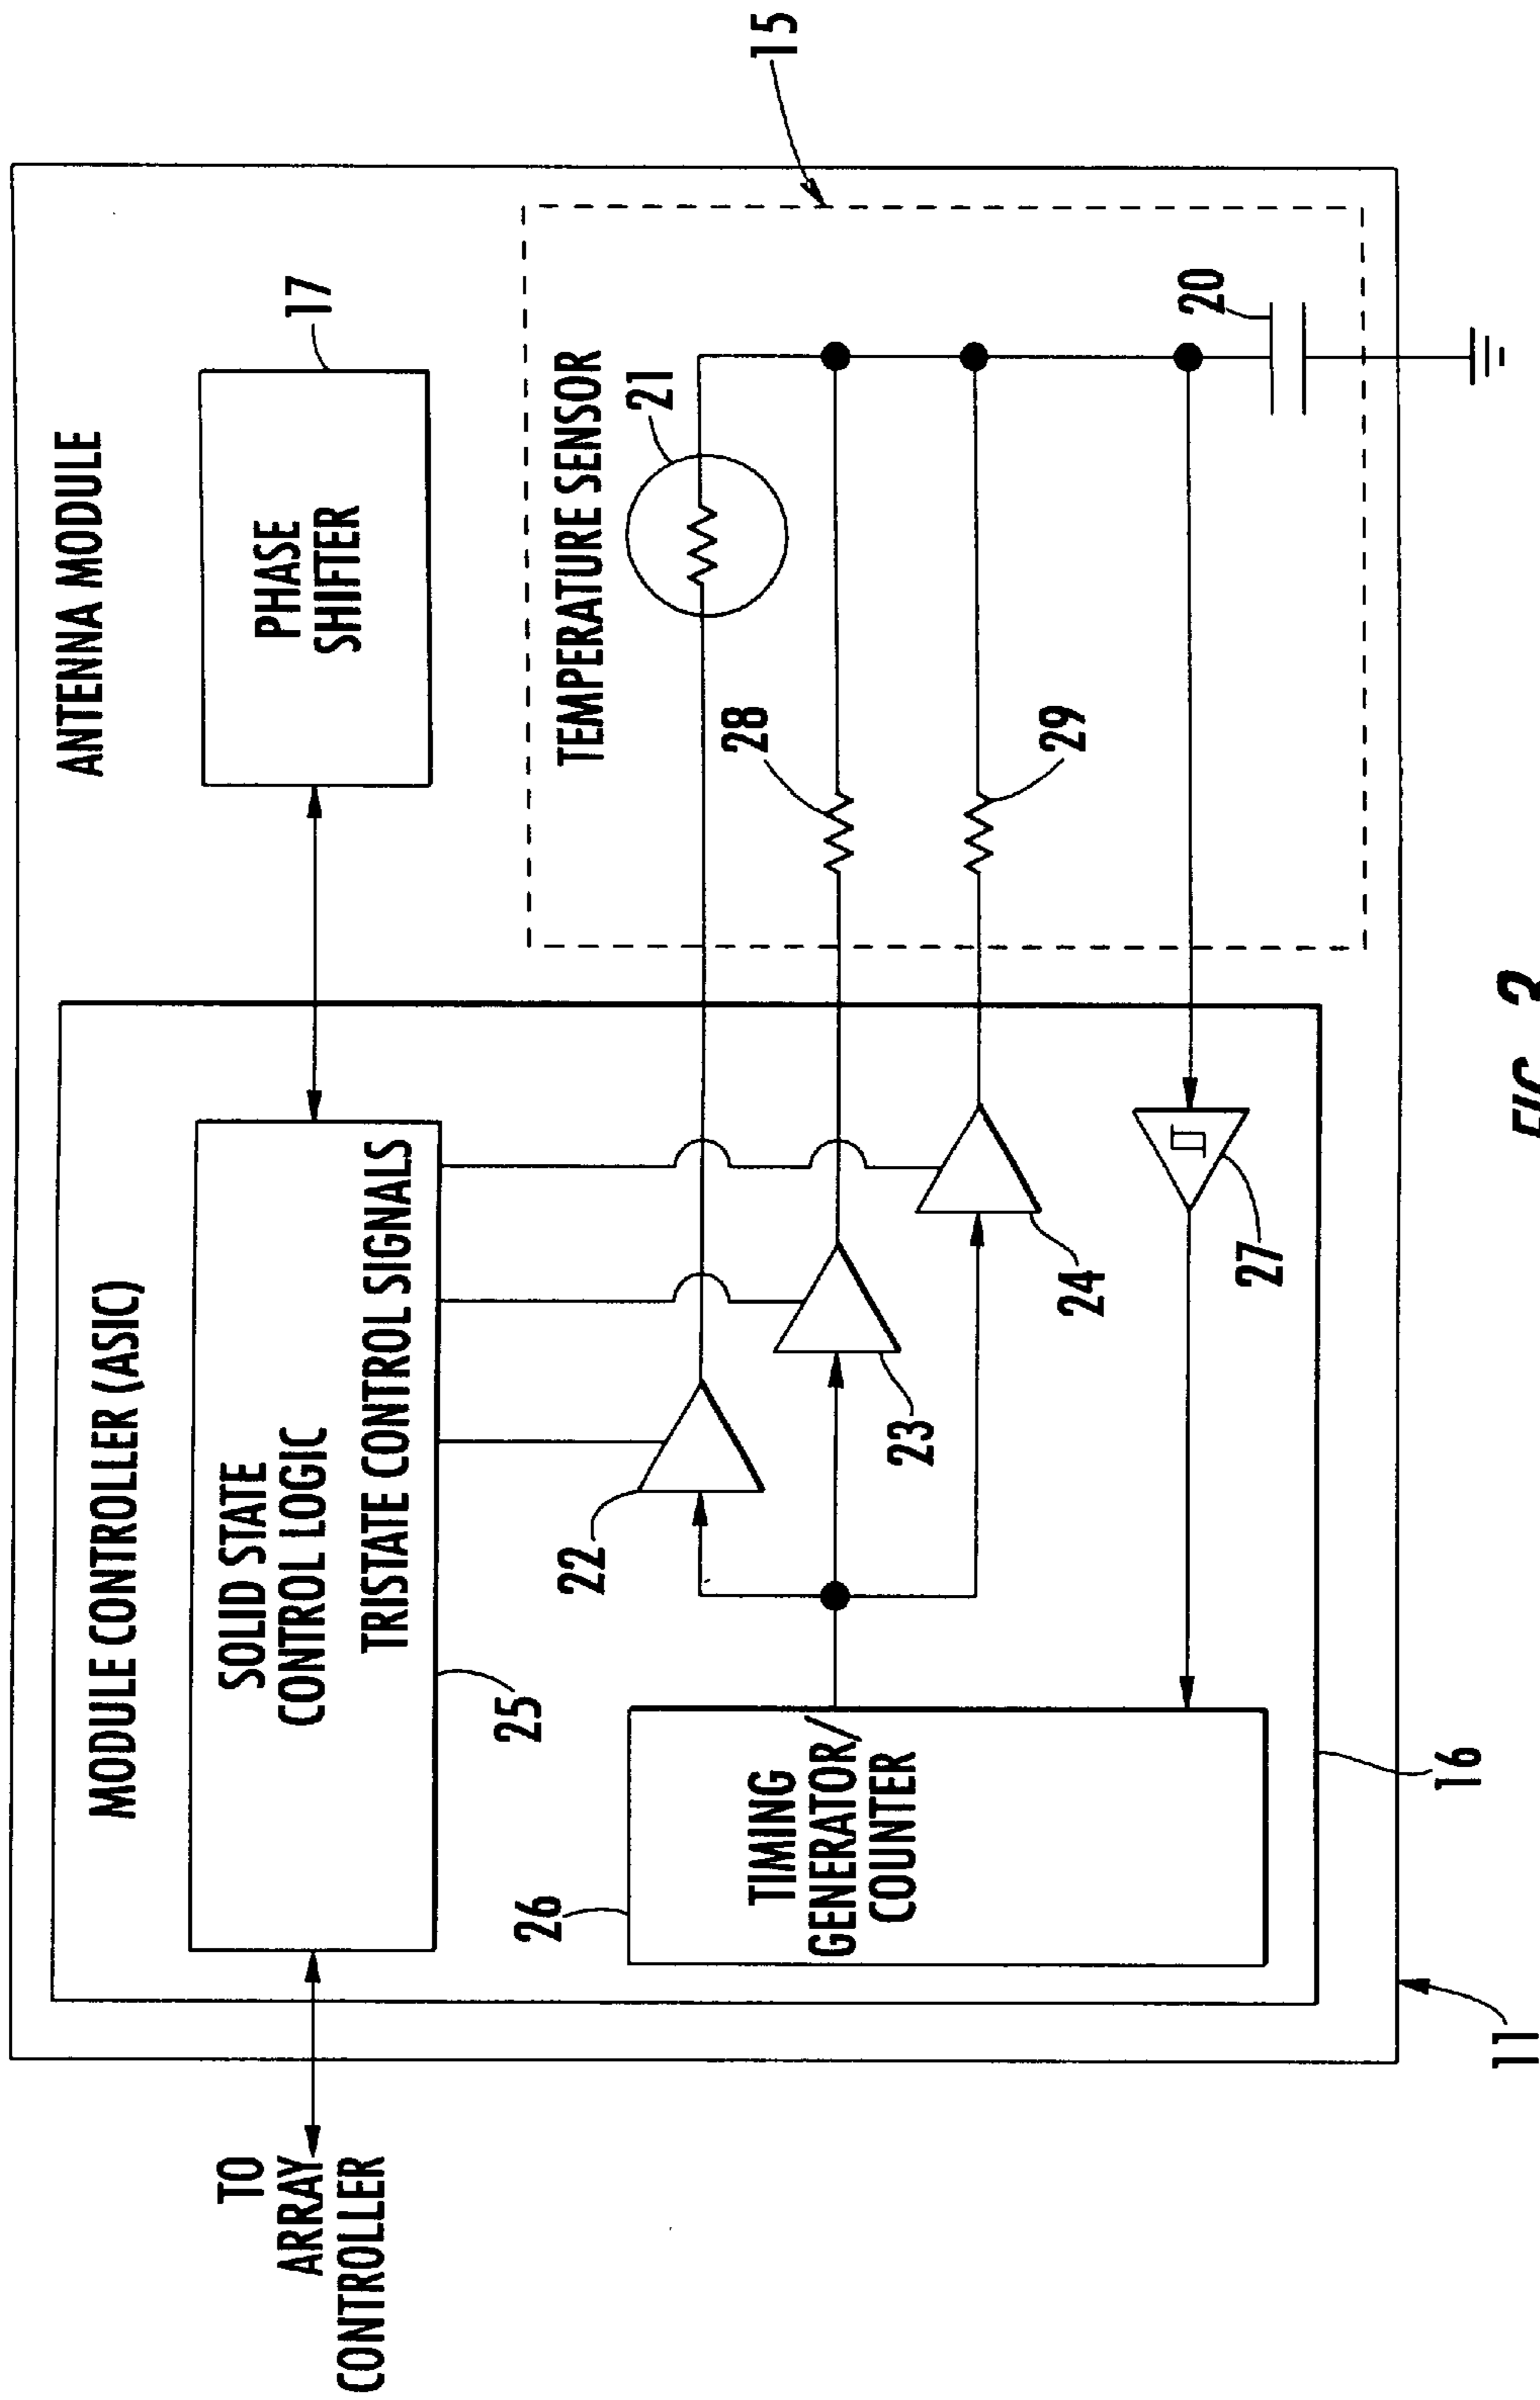 ANTENNA MODULE
MODULE CONTROLLER (ASIC)
SOLID STATE
CONTROL LOGIC
TRISTATE CONTROL SIGNALS
25
TO
ARRAY
CONTROLLER
PHASE
SHIFTER
17
TEMPERATURE SENSOR
15
21
28
29
20
22
23
24
27
26
TIMING
GENERATOR/
COUNTER
16
11